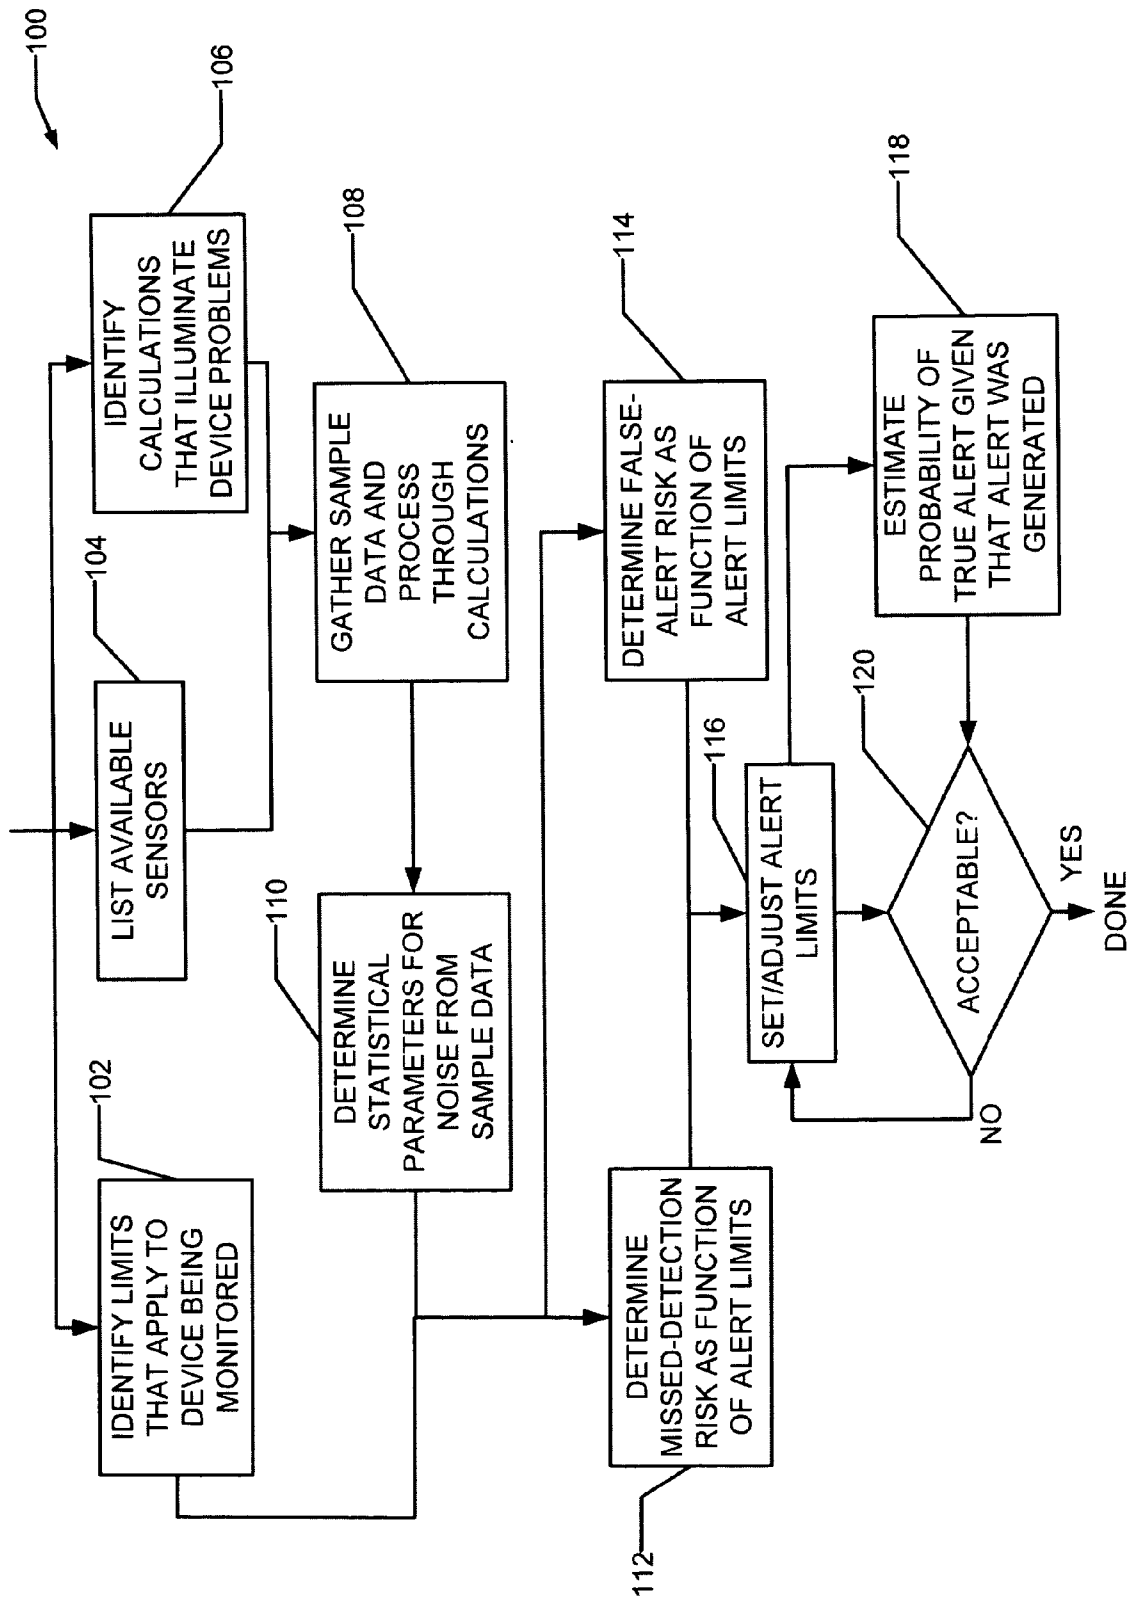 100
102
IDENTIFY LIMITS
THAT APPLY TO
DEVICE BEING
MONITORED
104
LIST AVAILABLE
SENSORS
106
IDENTIFY
CALCULATIONS
THAT ILLUMINATE
DEVICE PROBLEMS
110
DETERMINE
STATISTICAL
PARAMETERS FOR
NOISE FROM
SAMPLE DATA
108
GATHER SAMPLE
DATA AND
PROCESS
THROUGH
CALCULATIONS
112
DETERMINE
MISSED-DETECTION
RISK AS FUNCTION
OF ALERT LIMITS
114
DETERMINE FALSE-
ALERT RISK AS
FUNCTION OF
ALERT LIMITS
116
SET/ADJUST ALERT
LIMITS
118
ESTIMATE
PROBABILITY OF
TRUE ALERT GIVEN
THAT ALERT WAS
GENERATED
120
ACCEPTABLE?
NO
YES
DONE